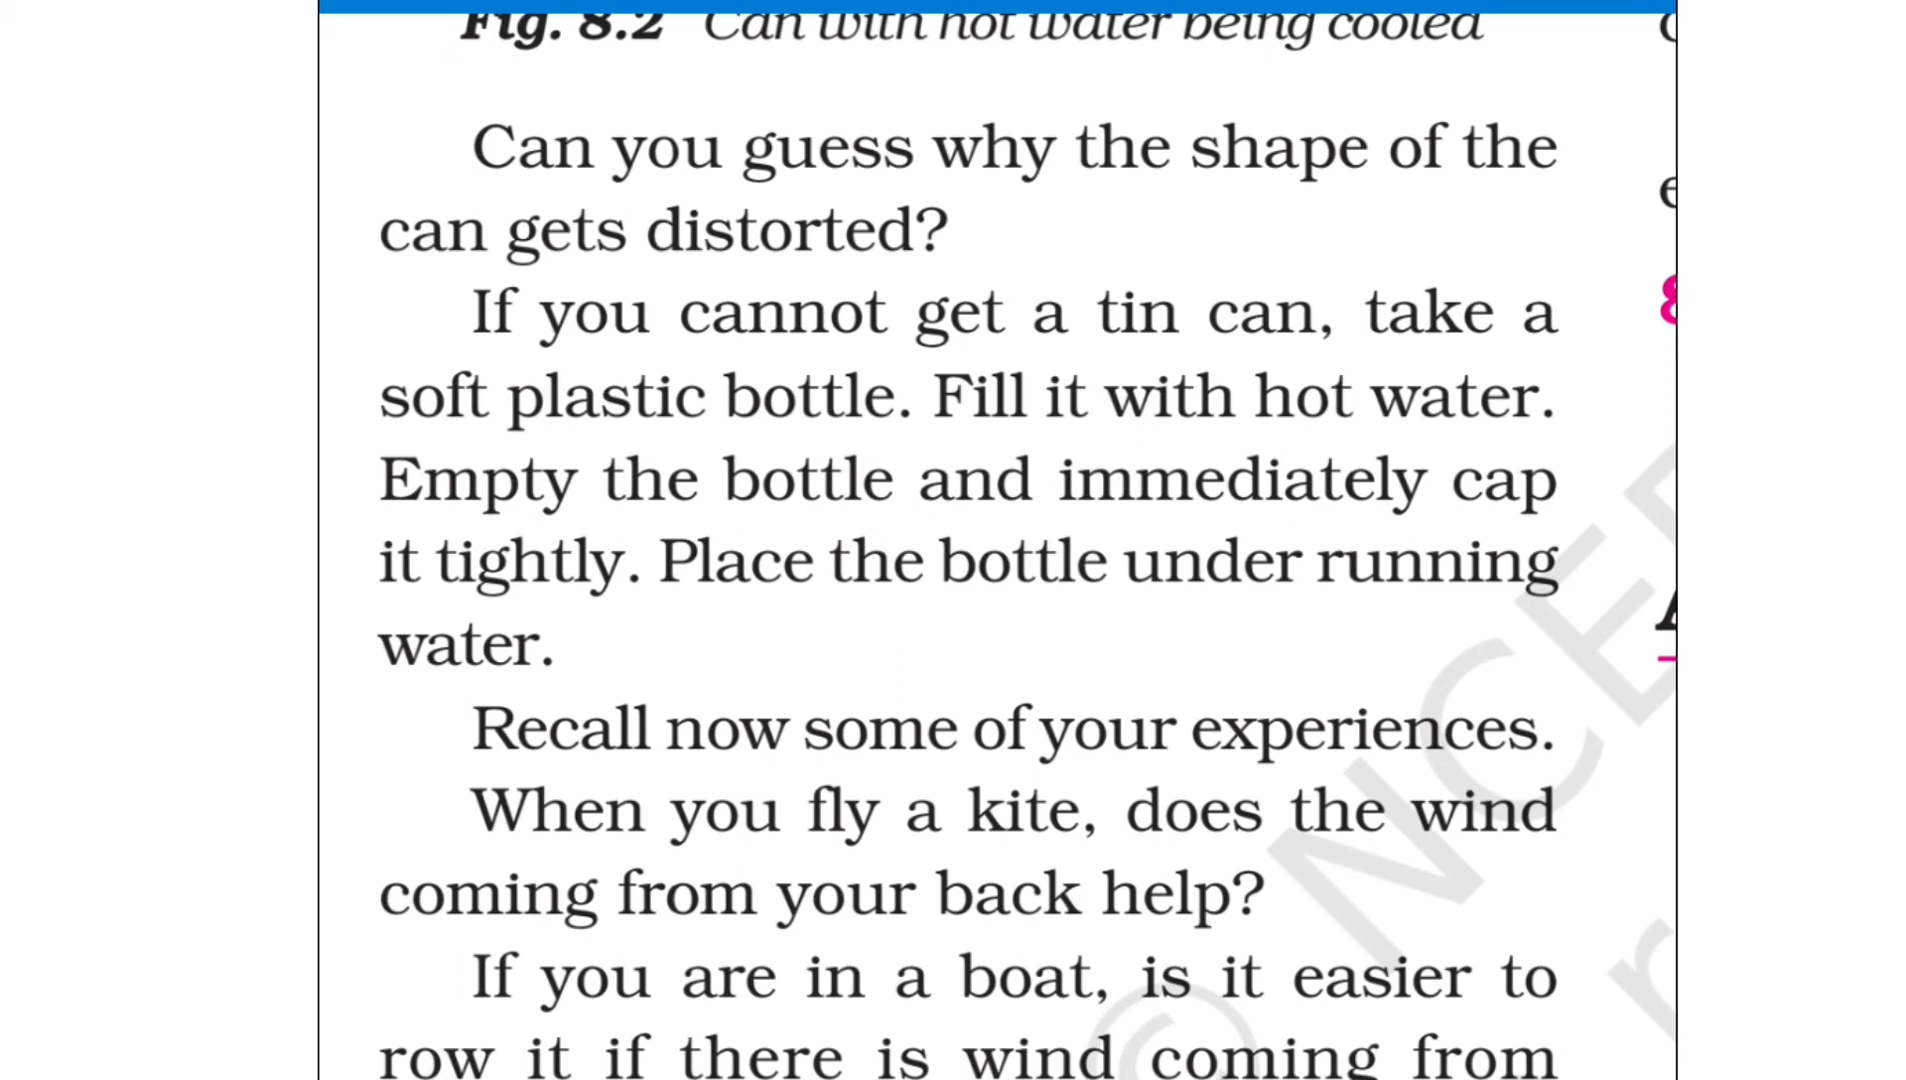 Fig. 8.2 Can with hot water being cooled
Can you guess why the shape of the
can gets distorted?
If you cannot get a tin can, take a
soft plastic bottle. Fill it with hot water.
Empty the bottle and immediately cap
it tightly. Place the bottle under running
water.
Recall now some of your experiences.
When you fly a kite, does the wind
coming from your back help?
If you are in a boat, is it easier to
row it if there is wind coming from